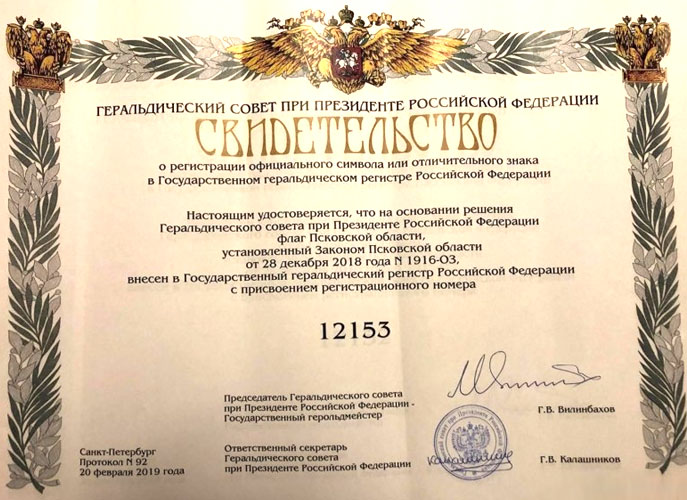 ГЕРАЛЬДИЧЕСКИЙ СОВЕТ ПРИ ПРЕЗИДЕНТЕ РОССИЙСКОЙ ФЕДЕРАЦИИ
СВИДЕТЕЛЬСТВО
о регистрации официального символа или отличительного знака
в Государственном геральдическом регистре Российской Федерации
Настоящим удостоверяется, что на основании решения
Геральдического совета при Президенте Российской Федерации
флаг Псковской области,
установленный Законом Псковской области
от 28 декабря 2018 года N 1916-ОЗ,
внесен в Государственный геральдический регистр Российской Федерации
с присвоением регистрационного номера
12153
Председатель Геральдического совета
при Президенте Российской Федерации -
Государственный герольдмейстер
Г.В. Вилинбахов
Санкт-Петербург
Протокол N 92
20 февраля 2019 года
Ответственный секретарь
Геральдического совета
при Президенте Российской Федерации
Г.В. Калашников